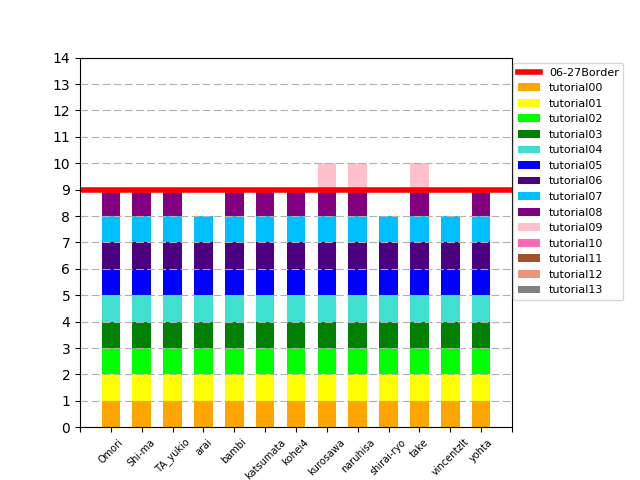 14
13
12
11
10
9
8
7
6
5
4
3
2
1
0
Omori
Shi-ma
TA_yukio
arai
bambi
katsumata
kohei4
kurosawa
naruhisa
shirai-ryo
take
vincentzlt
yohta
06-27Border
tutorial00
tutorial01
tutorial02
tutorial03
tutorial04
tutorial05
tutorial06
tutorial07
tutorial08
tutorial09
tutorial10
tutorial11
tutorial12
tutorial13